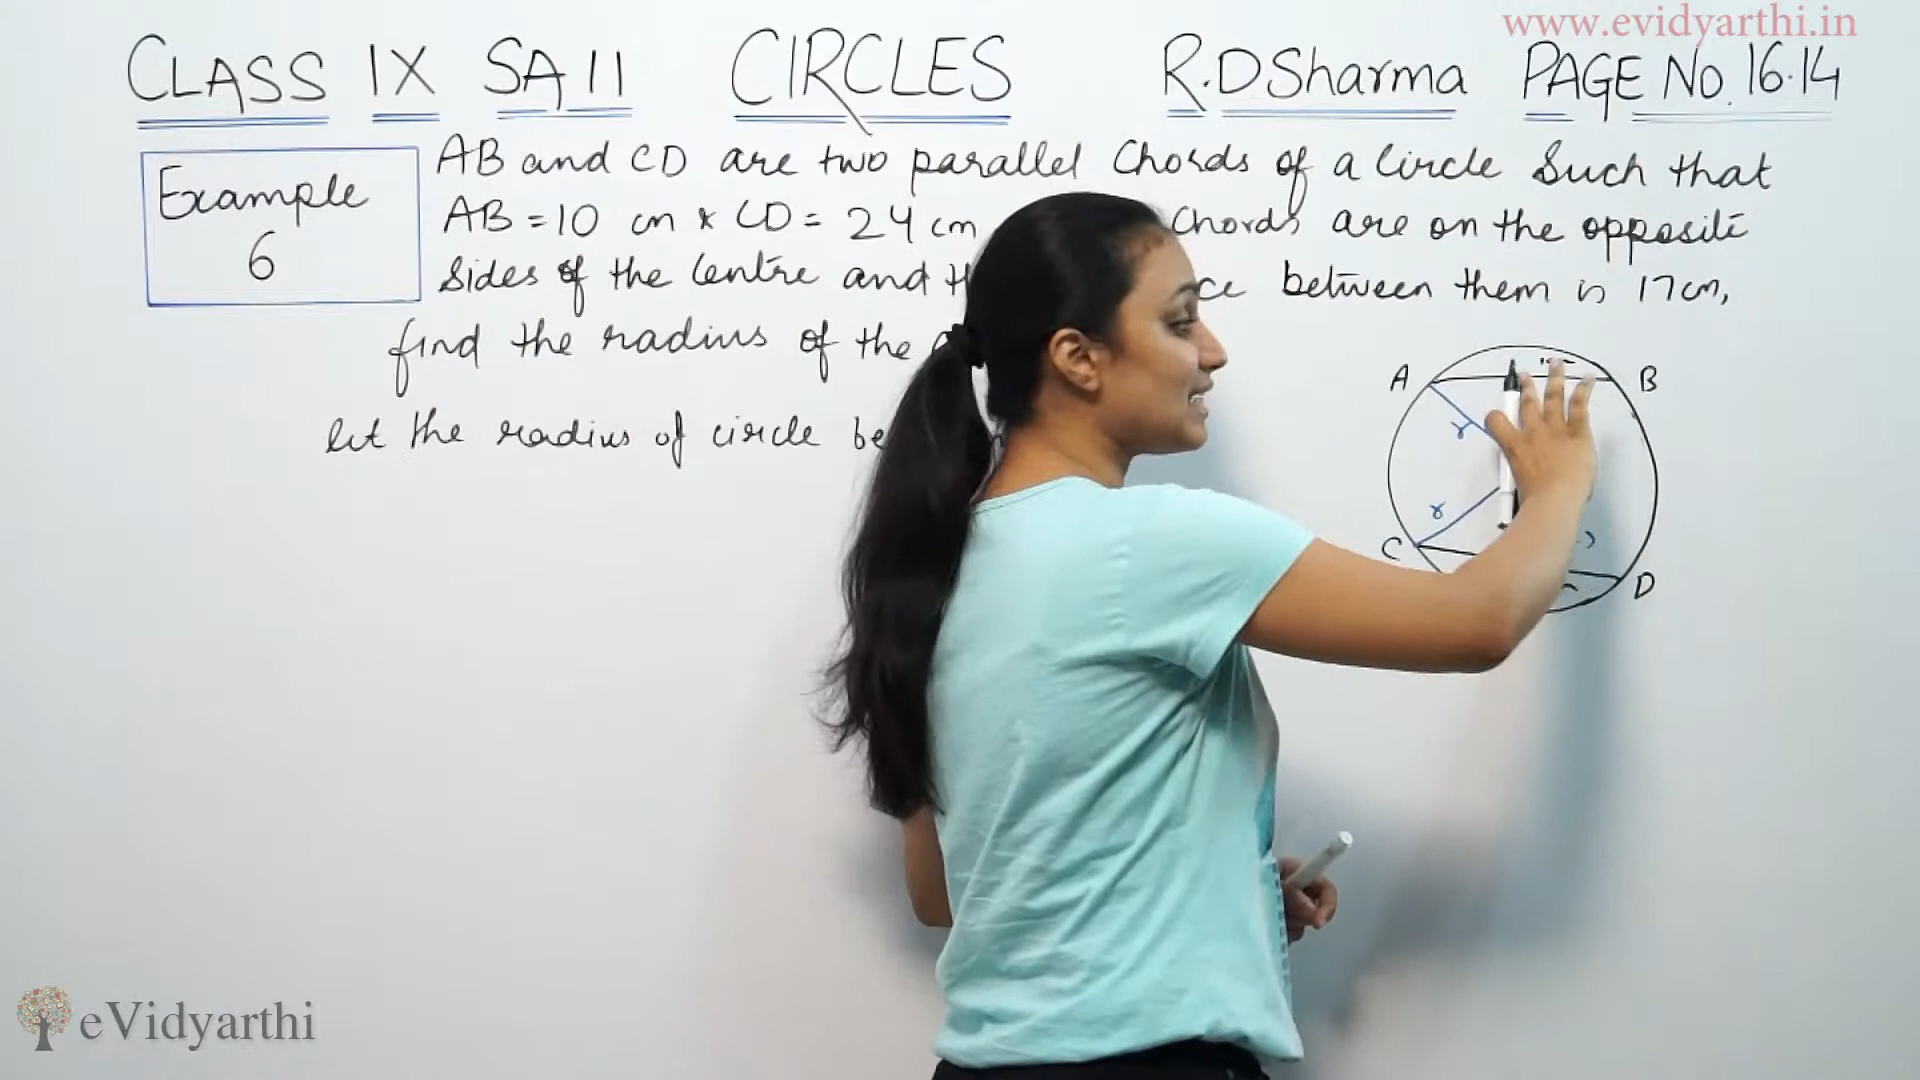 www.evidyarthi.in
CLASS IX SA II CIRCLES R.D Sharma PAGE No. 16.14
Example 6
AB and CD are two parallel Chords of a Circle Such that
AB = 10 cm & CD = 24 cm Chords are on the opposite
sides of the Centre and between them is 17 cm,
find the radius of the
let the radius of circle be
A B
r
r
C D
eVidyarthi